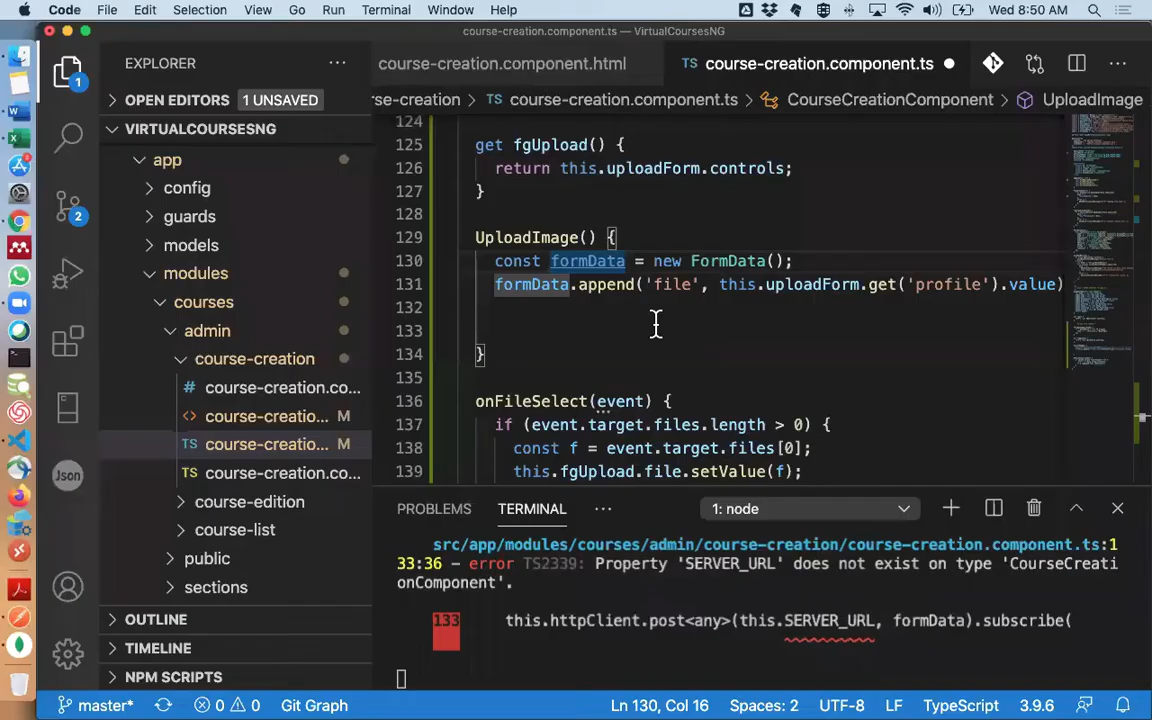 Code File Edit Selection View Go Run Terminal Window Help Wed 8:50 AM
course-creation.component.ts — VirtualCoursesNG
EXPLORER
course-creation.component.html TS course-creation.component.ts
OPEN EDITORS 1 UNSAVED
rse-creation > TS course-creation.component.ts > CourseCreationComponent > UploadImage
VIRTUALCOURSESNG
app
config
guards
models
modules
courses
admin
course-creation
# course-creation.co...
<> course-creatio... M
TS course-creatio... M
TS course-creation.co...
course-edition
course-list
public
sections
OUTLINE
TIMELINE
NPM SCRIPTS
1
2
Json
124
125 get fgUpload() {
126 return this.uploadForm.controls;
127 }
128
129 UploadImage() {
130 const formData = new FormData();
131 formData.append('file', this.uploadForm.get('profile').value)
132
133
134 }
135
136 onFileSelect(event) {
137 if (event.target.files.length > 0) {
138 const f = event.target.files[0];
139 this.fgUpload.file.setValue(f);
PROBLEMS TERMINAL ... 1: node
src/app/modules/courses/admin/course-creation/course-creation.component.ts:1
33:36 - error TS2339: Property 'SERVER_URL' does not exist on type 'CourseCreati
onComponent'.
133 this.httpClient.post<any>(this.SERVER_URL, formData).subscribe(
master* 0 0 Git Graph Ln 130, Col 16 Spaces: 2 UTF-8 LF TypeScript 3.9.6